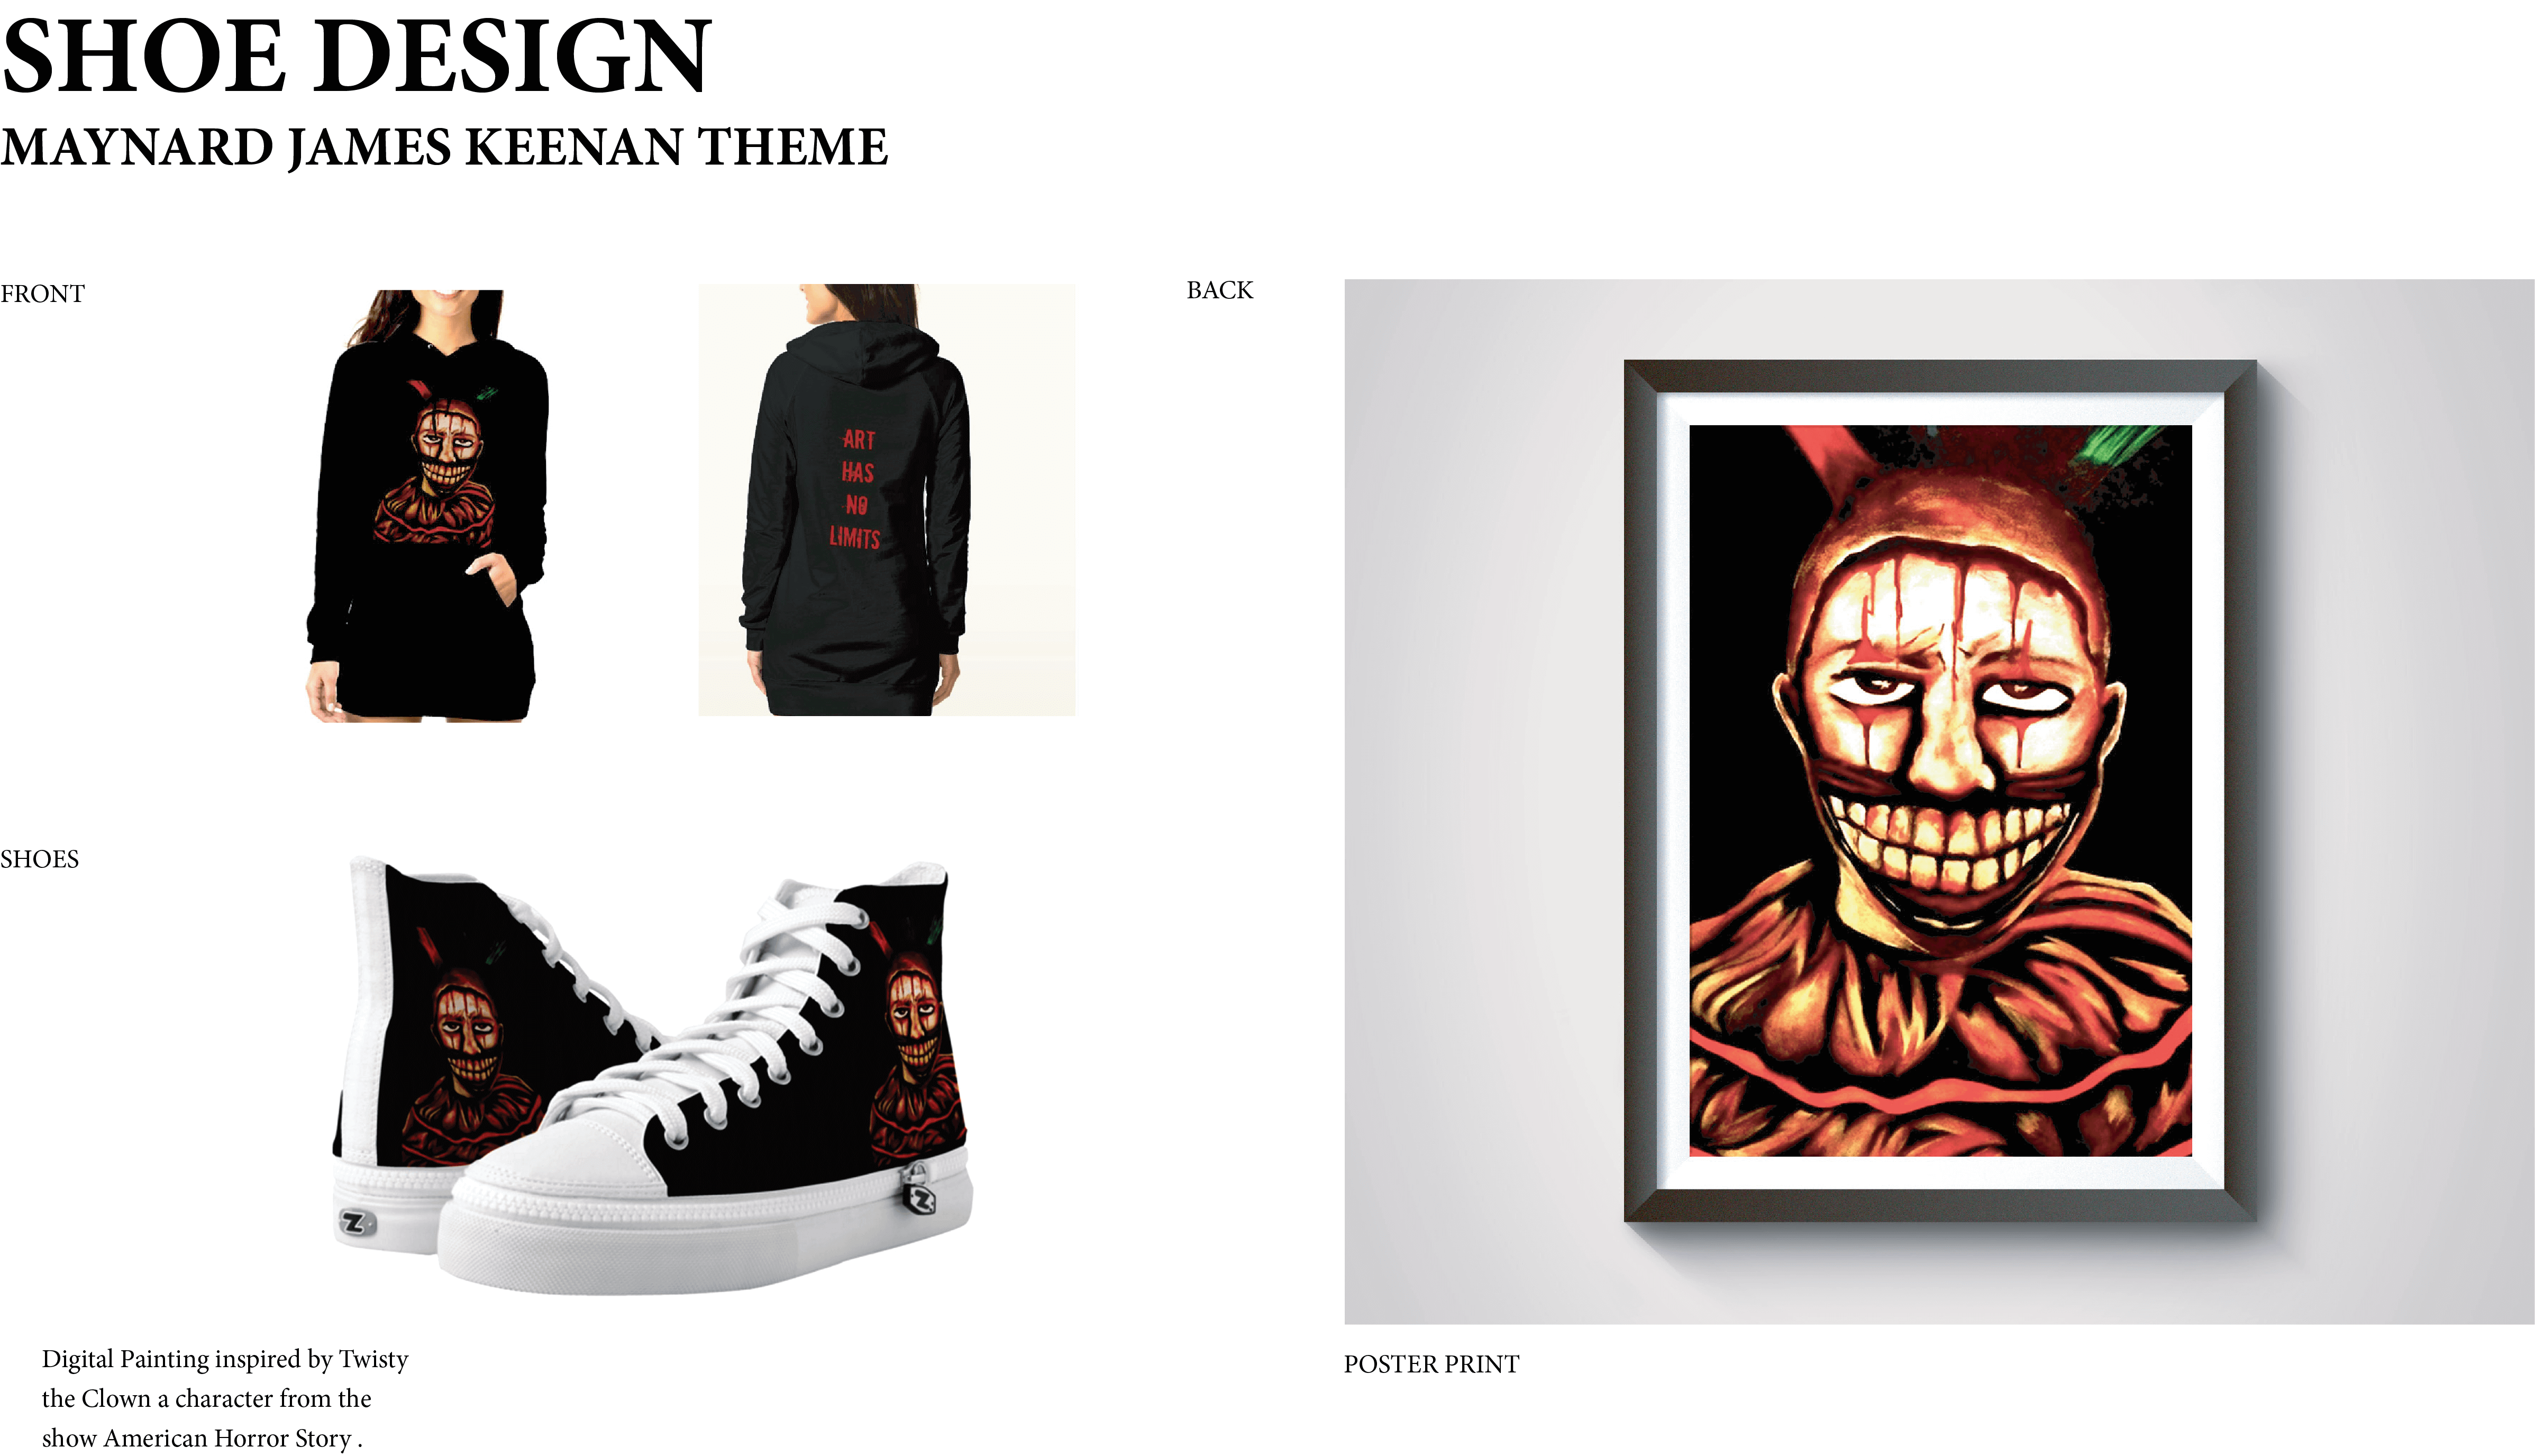 SHOE DESIGN
MAYNARD JAMES KEENAN THEME
FRONT
BACK
ART
HAS
NO
LIMITS
SHOES
Z
Z
Digital Painting inspired by Twisty
the Clown a character from the
show American Horror Story .
POSTER PRINT